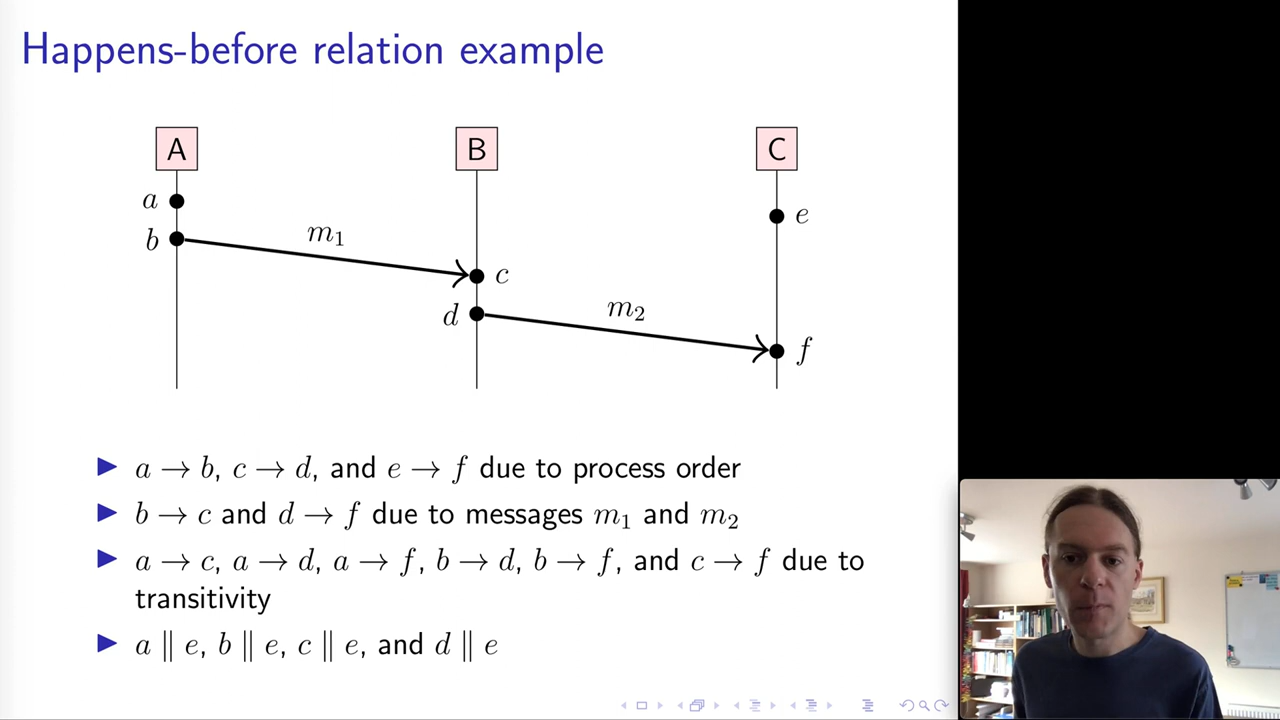 Happens-before relation example
A B C
a
e
b
m₁
c
d
m₂
f
▶ a → b, c → d, and e → f due to process order
▶ b → c and d → f due to messages m₁ and m₂
▶ a → c, a → d, a → f, b → d, b → f, and c → f due to
transitivity
▶ a ∥ e, b ∥ e, c ∥ e, and d ∥ e